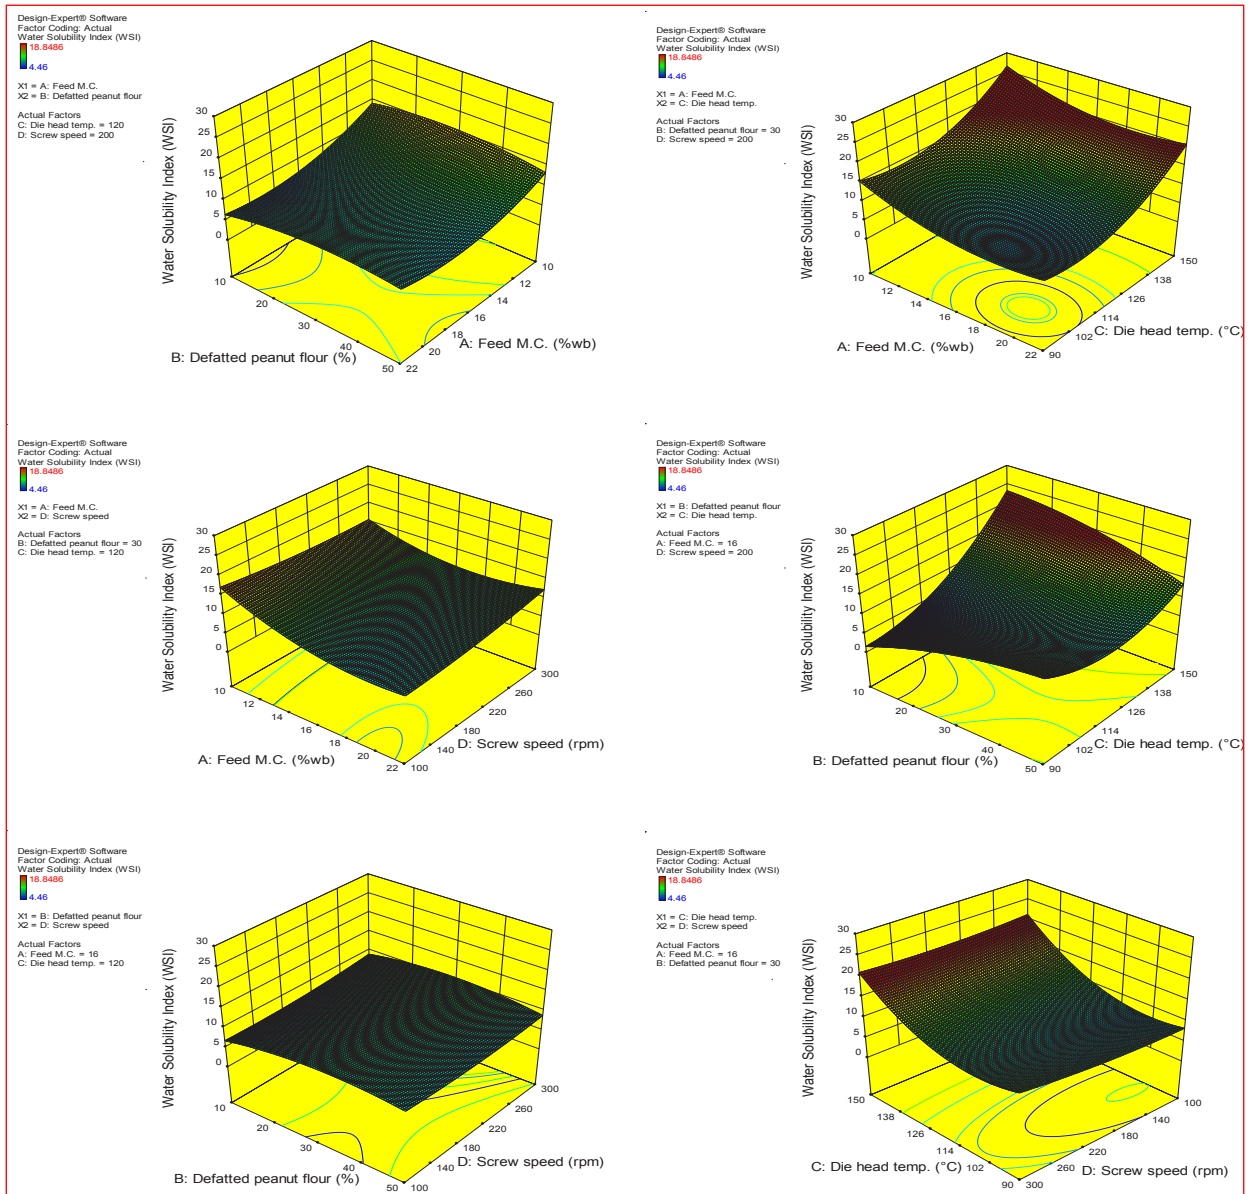 Design-Expert® Software
Factor Coding: Actual
Water Solubility Index (WSI)
18.8486
4.46
X1 = A: Feed M.C.
X2 = B: Defatted peanut flour
Actual Factors
C: Die head temp. = 120
D: Screw speed = 200
Water Solubility Index (WSI)
30
25
20
15
10
5
0
10
20
30
40
50
22
20
18
16
14
12
10
B: Defatted peanut flour (%)
A: Feed M.C. (%wb)
Design-Expert® Software
Factor Coding: Actual
Water Solubility Index (WSI)
18.8486
4.46
X1 = A: Feed M.C.
X2 = C: Die head temp.
Actual Factors
B: Defatted peanut flour = 30
D: Screw speed = 200
Water Solubility Index (WSI)
30
25
20
15
10
5
0
10
12
14
16
18
20
22
90
102
114
126
138
150
A: Feed M.C. (%wb)
C: Die head temp. (°C)
Design-Expert® Software
Factor Coding: Actual
Water Solubility Index (WSI)
18.8486
4.46
X1 = A: Feed M.C.
X2 = D: Screw speed
Actual Factors
B: Defatted peanut flour = 30
C: Die head temp. = 120
Water Solubility Index (WSI)
30
25
20
15
10
5
0
10
12
14
16
18
20
22
100
140
180
220
260
300
A: Feed M.C. (%wb)
D: Screw speed (rpm)
Design-Expert® Software
Factor Coding: Actual
Water Solubility Index (WSI)
18.8486
4.46
X1 = B: Defatted peanut flour
X2 = C: Die head temp.
Actual Factors
A: Feed M.C. = 16
D: Screw speed = 200
Water Solubility Index (WSI)
30
25
20
15
10
5
0
10
20
30
40
50
90
102
114
126
138
150
B: Defatted peanut flour (%)
C: Die head temp. (°C)
Design-Expert® Software
Factor Coding: Actual
Water Solubility Index (WSI)
18.8486
4.46
X1 = B: Defatted peanut flour
X2 = D: Screw speed
Actual Factors
A: Feed M.C. = 16
C: Die head temp. = 120
Water Solubility Index (WSI)
30
25
20
15
10
5
0
10
20
30
40
50
100
140
180
220
260
300
B: Defatted peanut flour (%)
D: Screw speed (rpm)
Design-Expert® Software
Factor Coding: Actual
Water Solubility Index (WSI)
18.8486
4.46
X1 = C: Die head temp.
X2 = D: Screw speed
Actual Factors
A: Feed M.C. = 16
B: Defatted peanut flour = 30
Water Solubility Index (WSI)
30
25
20
15
10
5
0
150
138
126
114
102
90
300
260
220
180
140
100
C: Die head temp. (°C)
D: Screw speed (rpm)